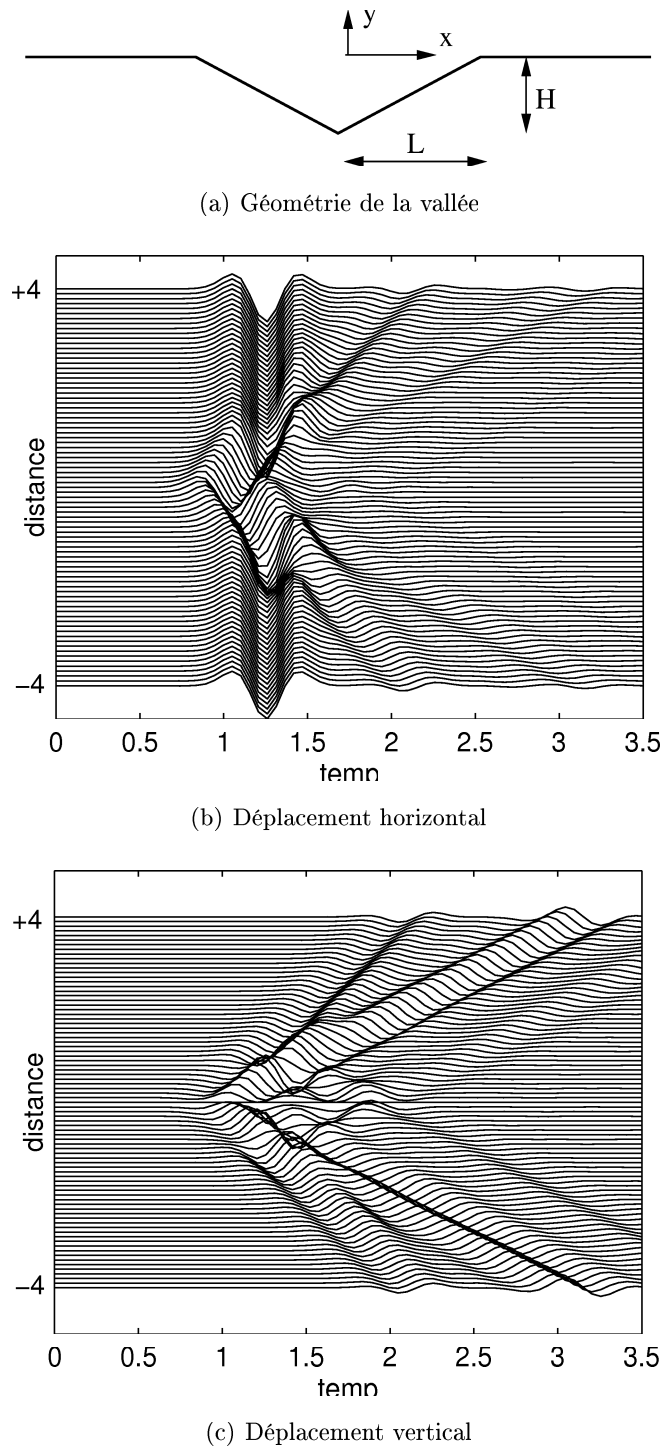 y
x
H
L
(a) Géométrie de la vallée
+4
distance
−4
0 0.5 1 1.5 2 2.5 3 3.5
temp
(b) Déplacement horizontal
+4
distance
−4
0 0.5 1 1.5 2 2.5 3 3.5
temp
(c) Déplacement vertical